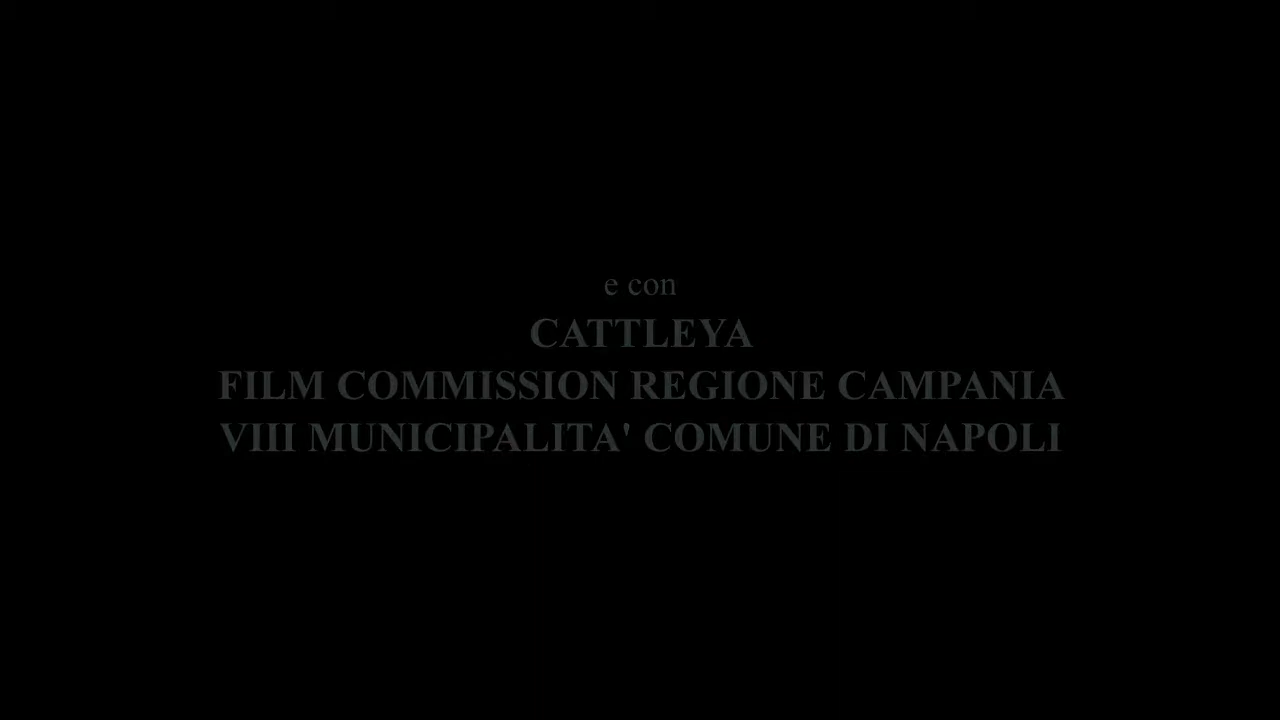 e con
CATTLEYA
FILM COMMISSION REGIONE CAMPANIA
VIII MUNICIPALITA' COMUNE DI NAPOLI